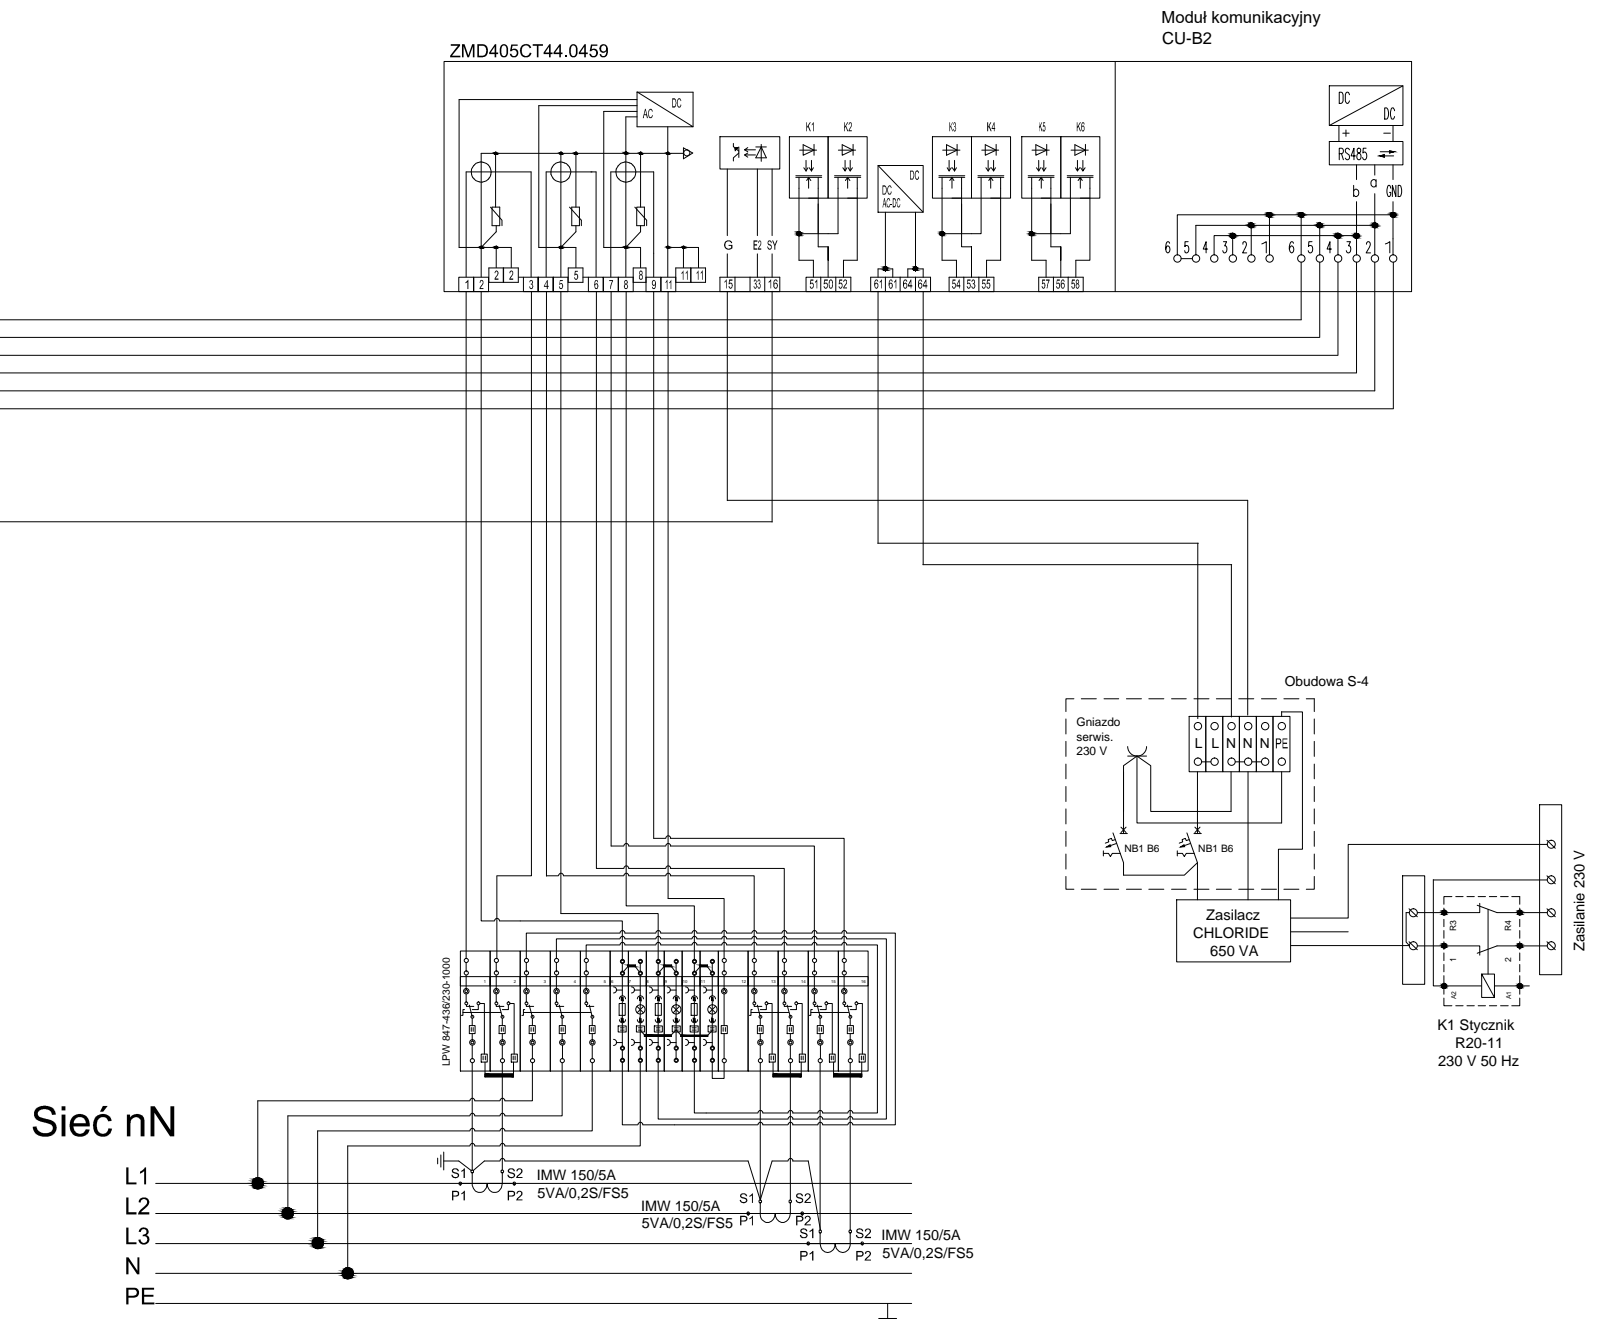 Moduł komunikacyjny
CU-B2
ZMD405CT44.0459
AC DC
DC DC
+ −
RS485
b a GND
K1 K2 K3 K4 K5 K6
DC DC
AC-DC
G E2 SY
6 5 4 3 2 1 6 5 4 3 2 1
2 2 5 8 11 11
1 2 3 4 5 6 7 8 9 11 15 33 16 51 50 52 61 61 64 64 54 53 55 57 56 58
Obudowa S-4
Gniazdo
serwis.
230 V
L L N N N PE
NB1 B6 NB1 B6
Zasilacz
CHLORIDE
650 VA
Zasilanie 230 V
R3 R4
1 2
A2 A1
K1 Stycznik
R20-11
230 V 50 Hz
LPW 847-436/230-1000
Sieć nN
L1
L2
L3
N
PE
S1 S2 IMW 150/5A
P1 P2 5VA/0,2S/FS5
IMW 150/5A S1 S2
5VA/0,2S/FS5 P1 P2
S1 S2 IMW 150/5A
P1 P2 5VA/0,2S/FS5